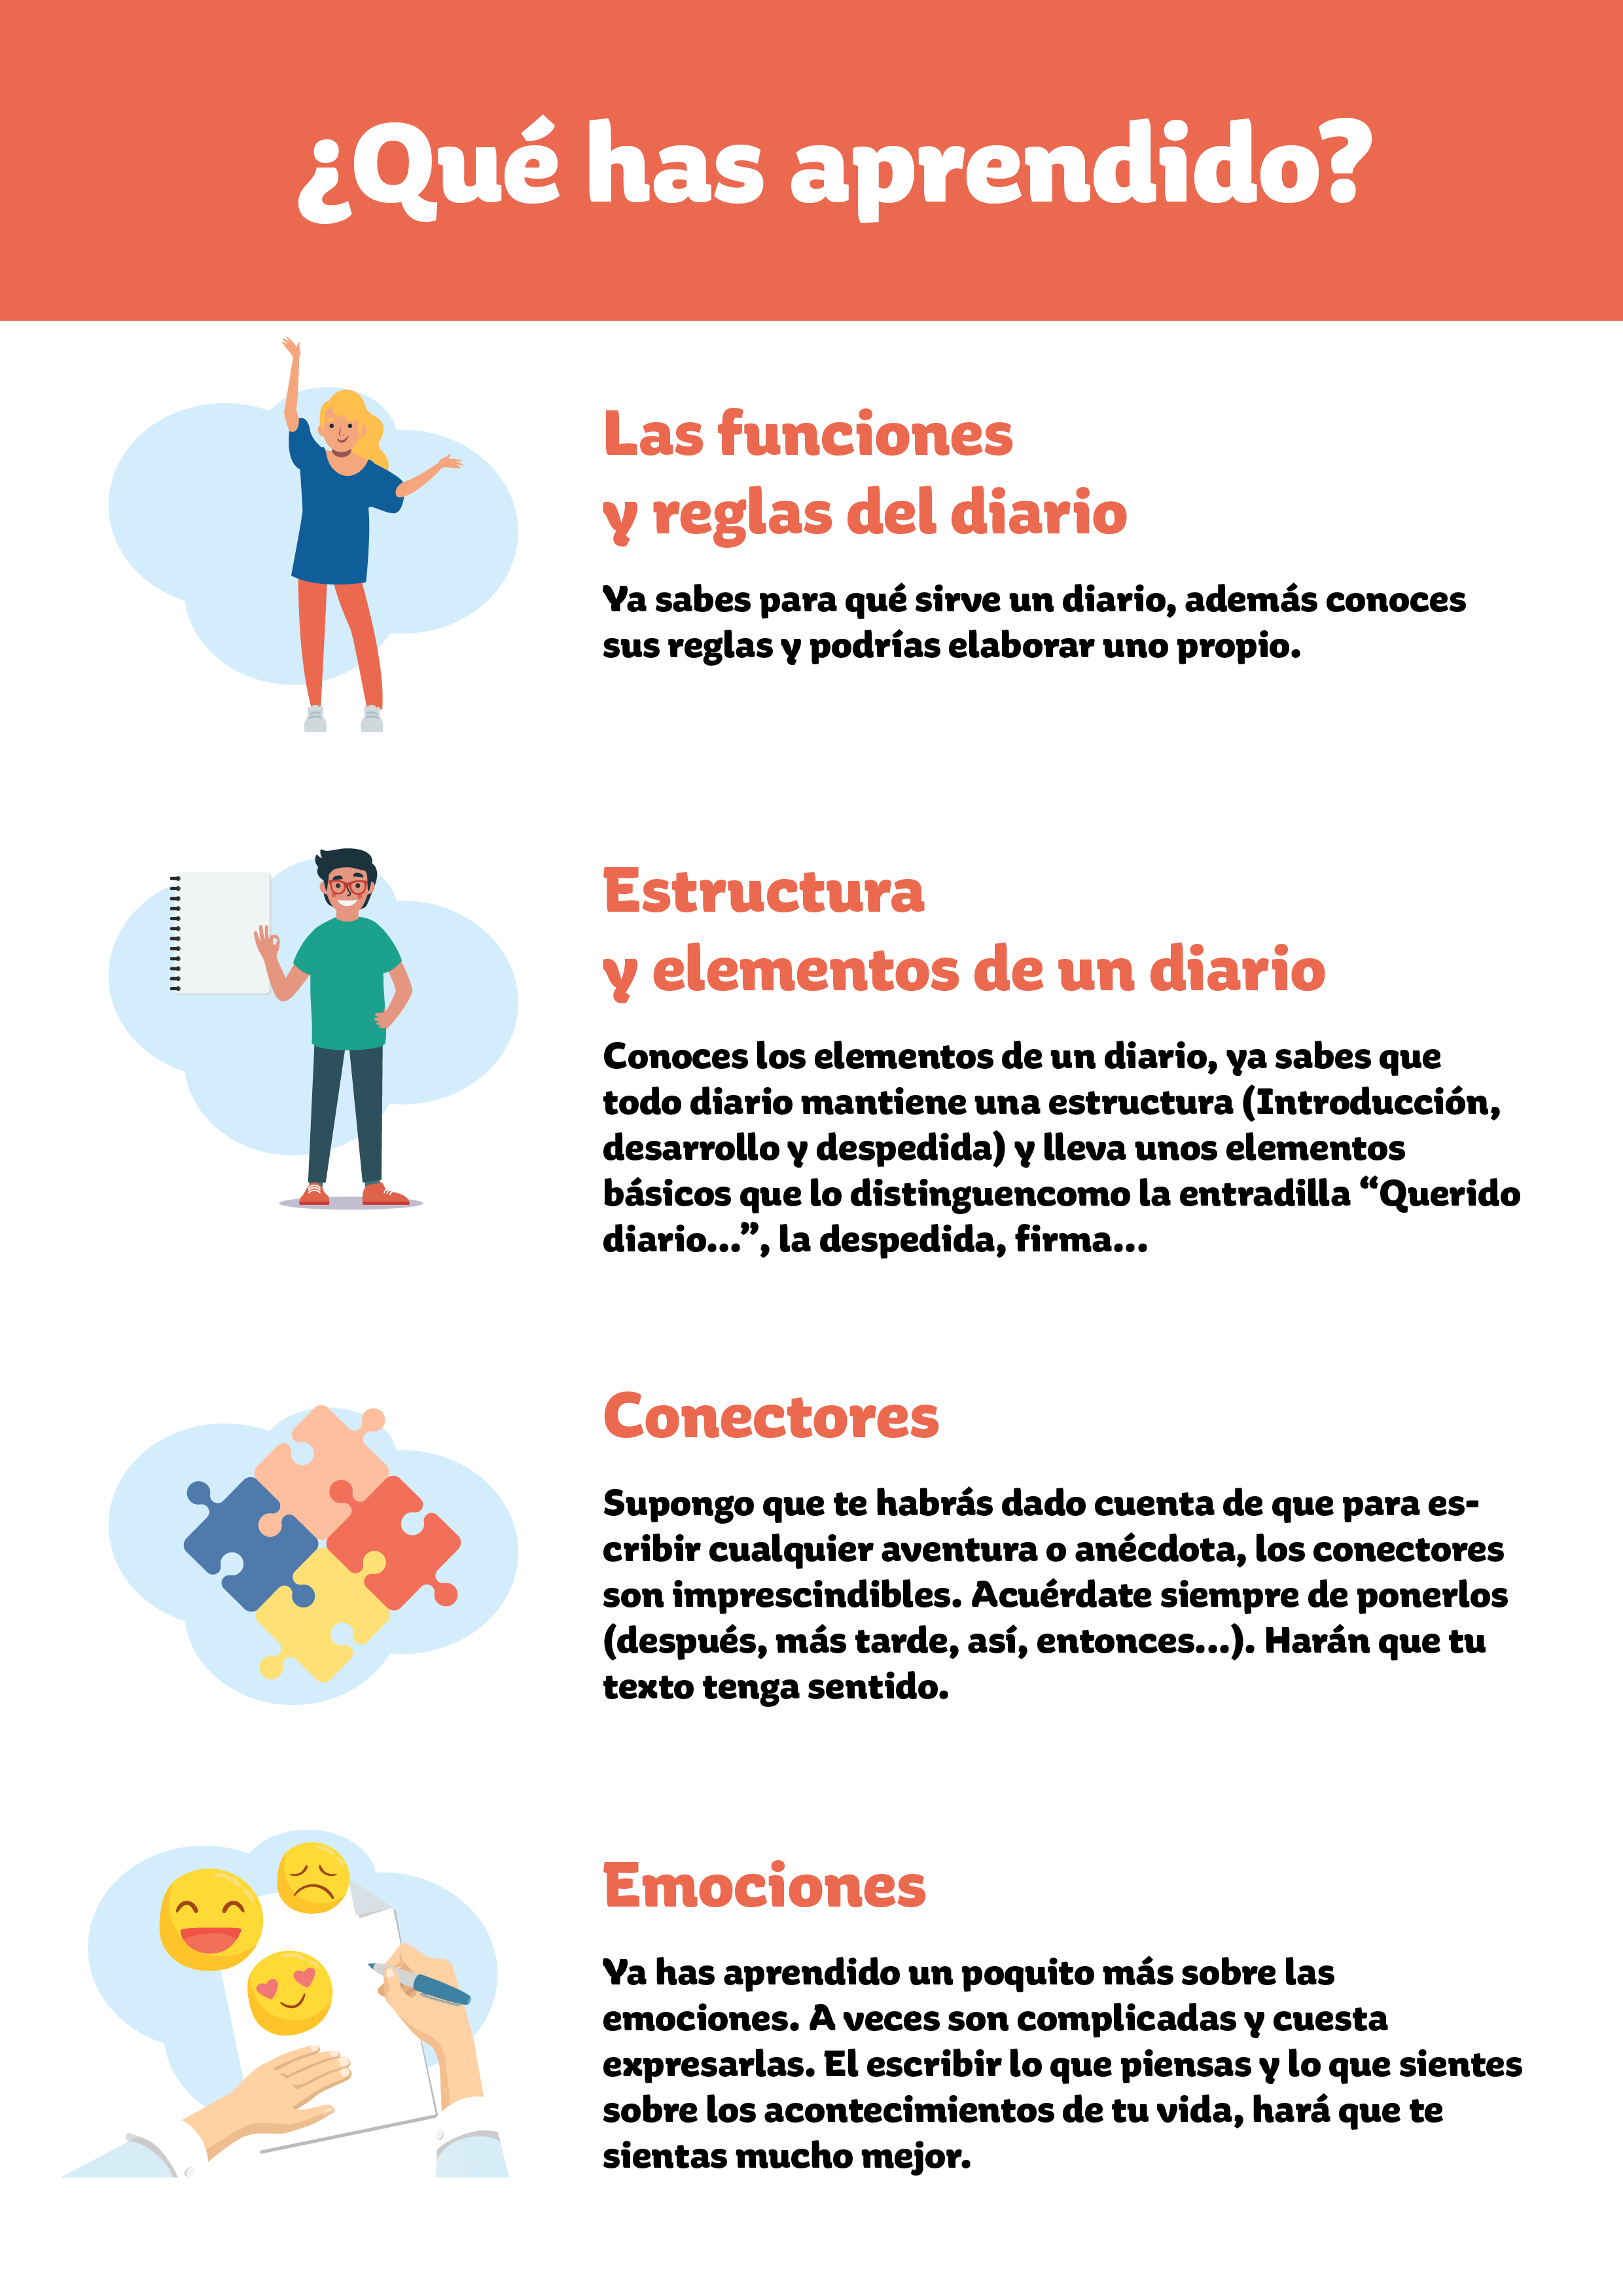 ¿Qué has aprendido?
Las funciones
y reglas del diario
Ya sabes para qué sirve un diario, además conoces
sus reglas y podrías elaborar uno propio.
Estructura
y elementos de un diario
Conoces los elementos de un diario, ya sabes que
todo diario mantiene una estructura (Introducción,
desarrollo y despedida) y lleva unos elementos
básicos que lo distinguencomo la entradilla “Querido
diario...”, la despedida, firma...
Conectores
Supongo que te habrás dado cuenta de que para es-
cribir cualquier aventura o anécdota, los conectores
son imprescindibles. Acuérdate siempre de ponerlos
(después, más tarde, así, entonces...). Harán que tu
texto tenga sentido.
Emociones
Ya has aprendido un poquito más sobre las
emociones. A veces son complicadas y cuesta
expresarlas. El escribir lo que piensas y lo que sientes
sobre los acontecimientos de tu vida, hará que te
sientas mucho mejor.